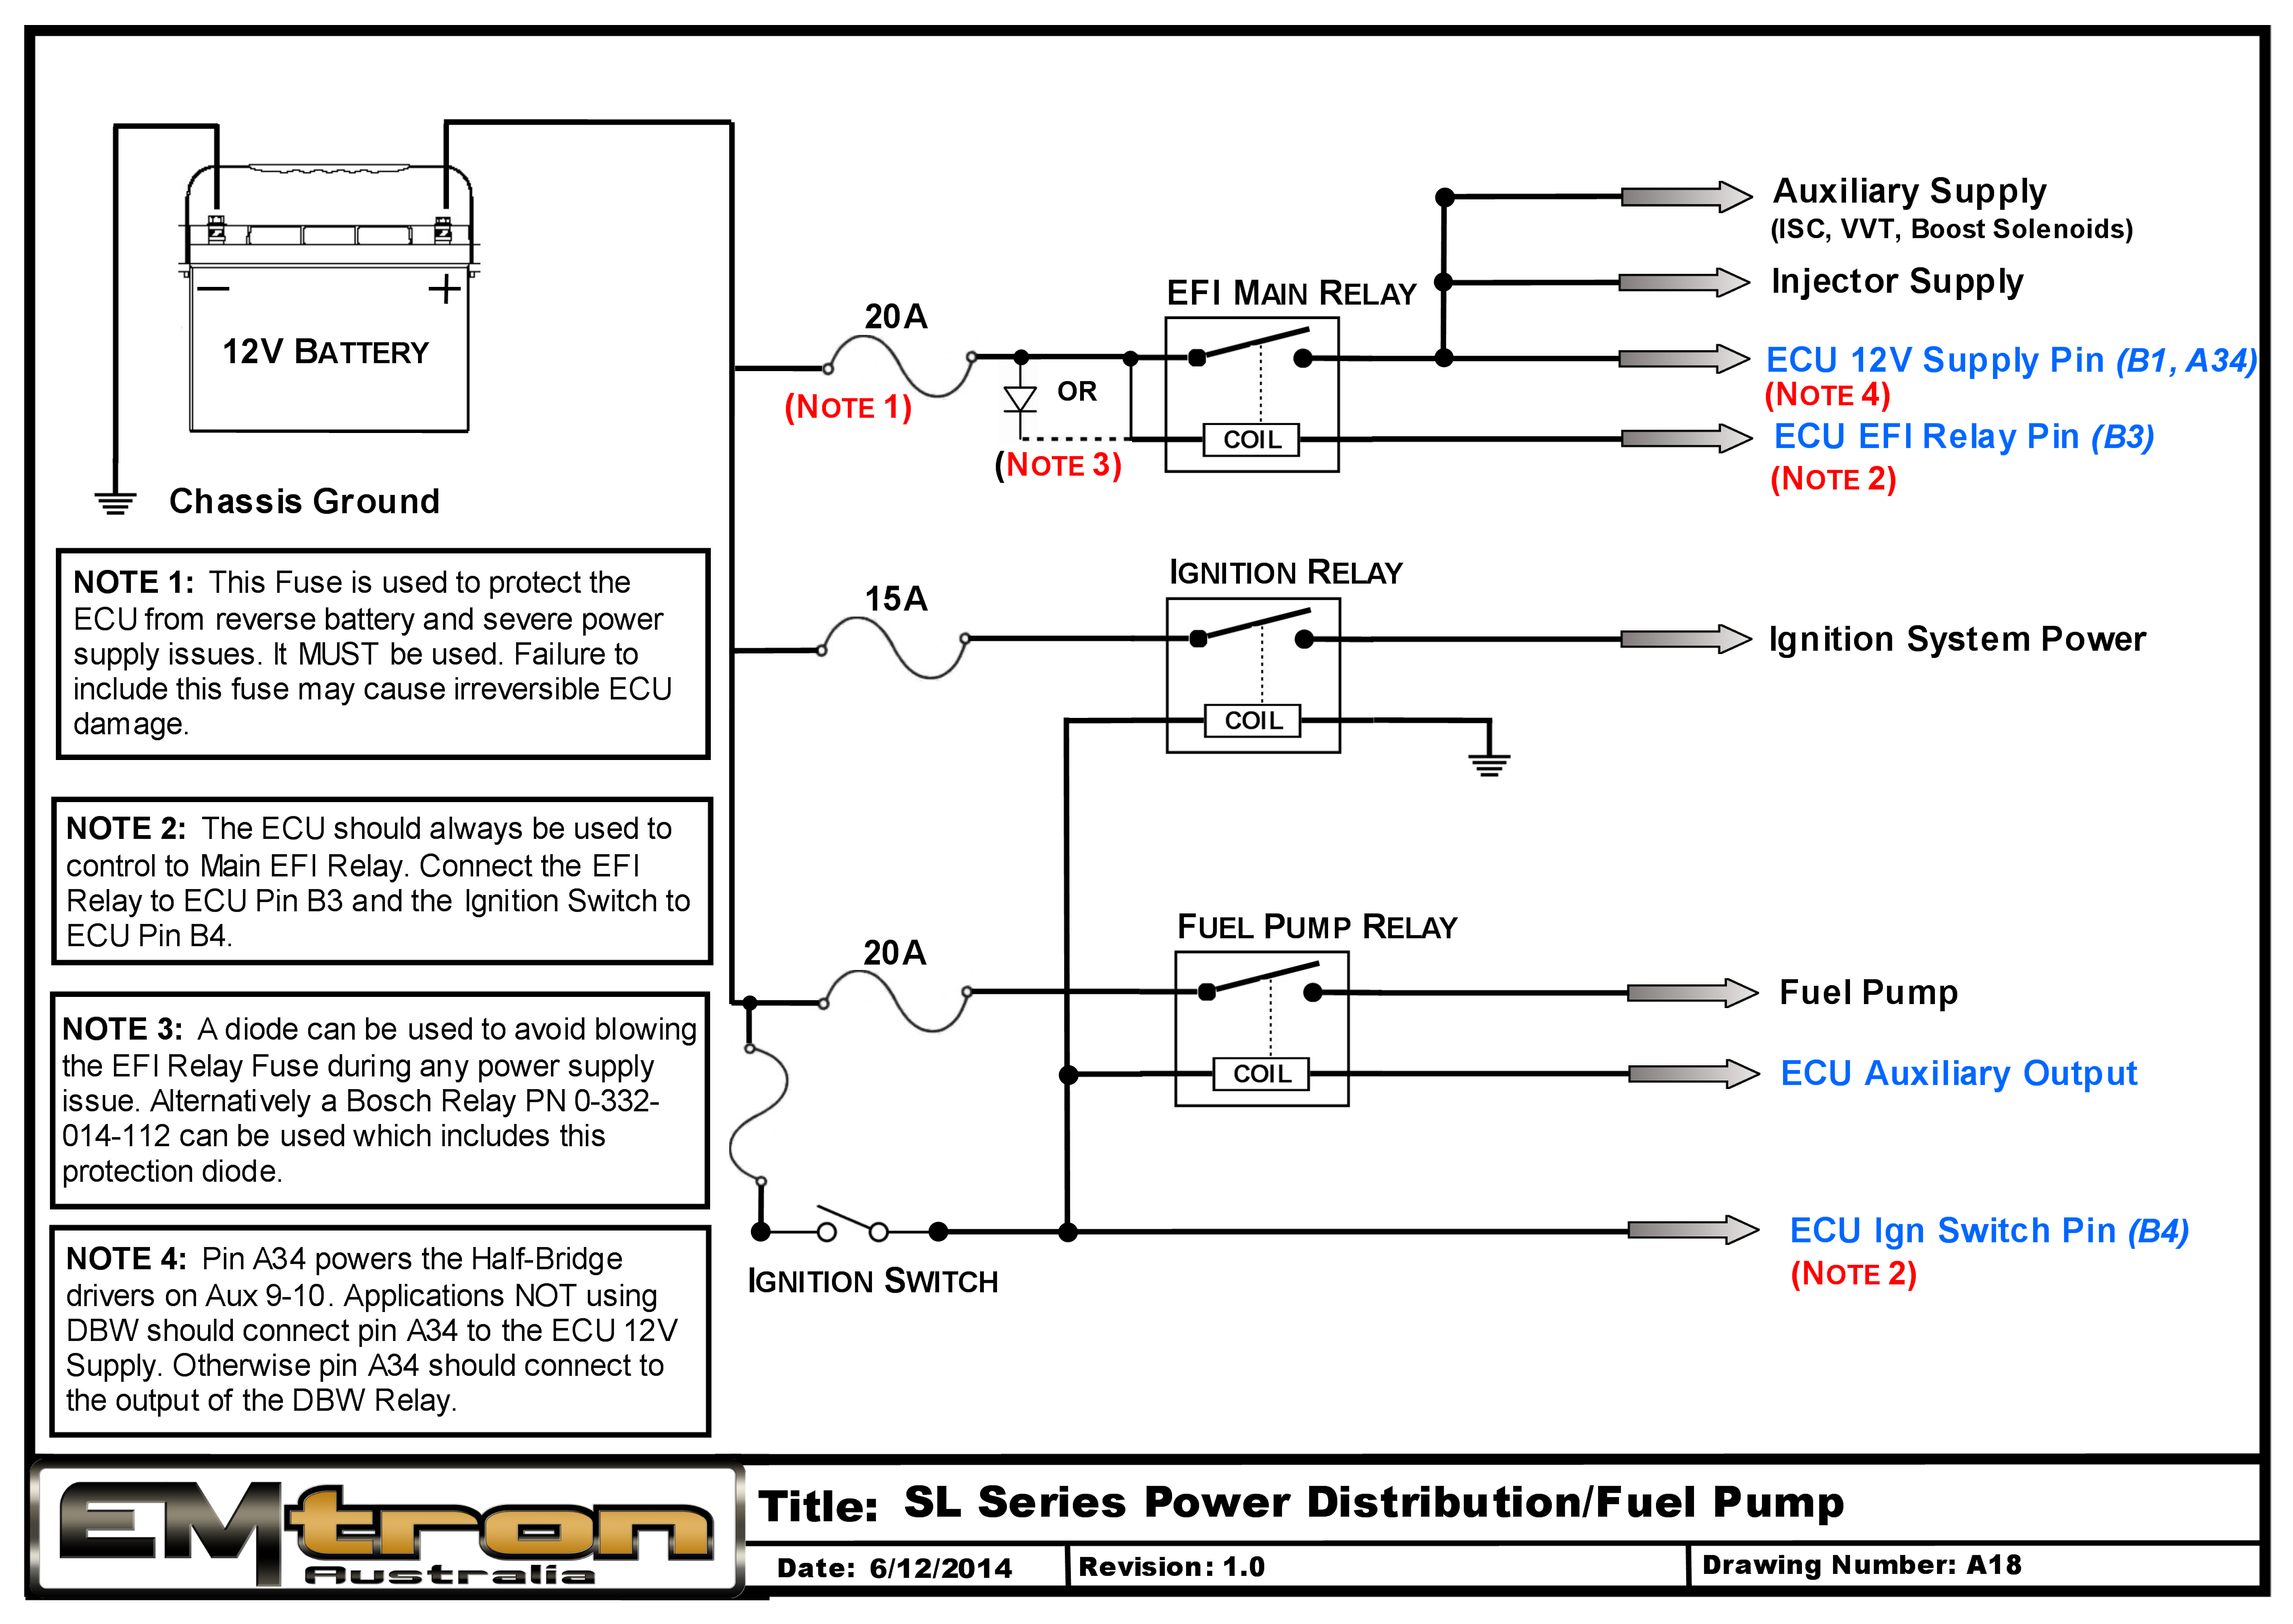 12V BATTERY
Chassis Ground
20A
(NOTE 1)
OR
(NOTE 3)
EFI MAIN RELAY
COIL
Auxiliary Supply
(ISC, VVT, Boost Solenoids)
Injector Supply
ECU 12V Supply Pin (B1, A34)
(NOTE 4)
ECU EFI Relay Pin (B3)
(NOTE 2)
15A
IGNITION RELAY
COIL
Ignition System Power
20A
FUEL PUMP RELAY
COIL
Fuel Pump
ECU Auxiliary Output
IGNITION SWITCH
ECU Ign Switch Pin (B4)
(NOTE 2)
NOTE 1: This Fuse is used to protect the
ECU from reverse battery and severe power
supply issues. It MUST be used. Failure to
include this fuse may cause irreversible ECU
damage.
NOTE 2: The ECU should always be used to
control to Main EFI Relay. Connect the EFI
Relay to ECU Pin B3 and the Ignition Switch to
ECU Pin B4.
NOTE 3: A diode can be used to avoid blowing
the EFI Relay Fuse during any power supply
issue. Alternatively a Bosch Relay PN 0-332-
014-112 can be used which includes this
protection diode.
NOTE 4: Pin A34 powers the Half-Bridge
drivers on Aux 9-10. Applications NOT using
DBW should connect pin A34 to the ECU 12V
Supply. Otherwise pin A34 should connect to
the output of the DBW Relay.
EMtron
Australia
Title: SL Series Power Distribution/Fuel Pump
Date: 6/12/2014
Revision: 1.0
Drawing Number: A18